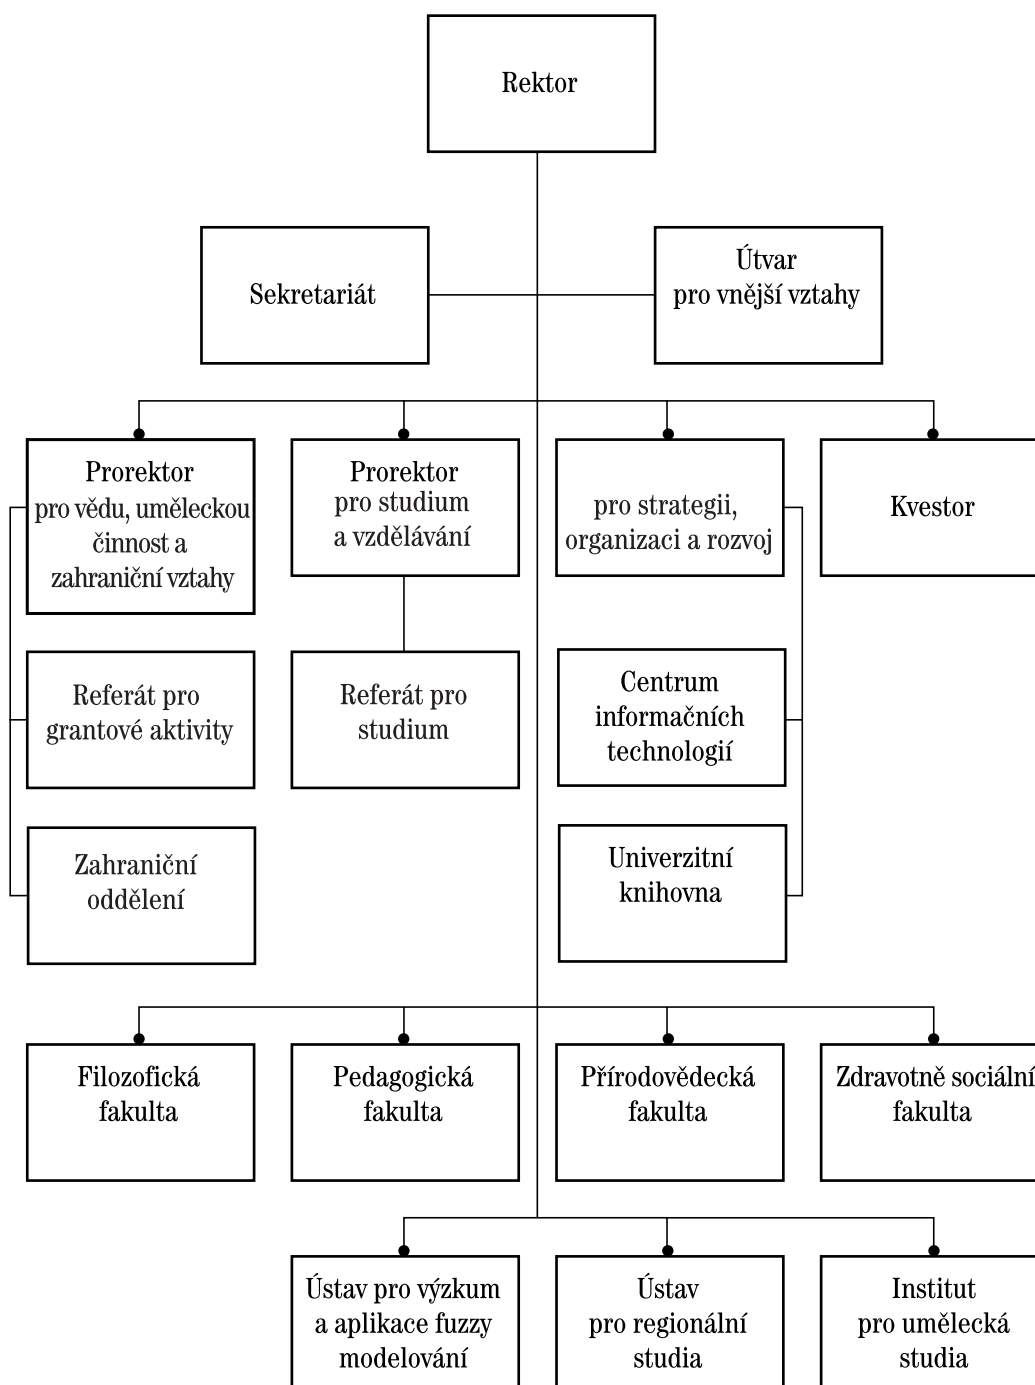 Rektor
Sekretariát
Útvar
pro vnější vztahy
Prorektor
pro vědu, uměleckou
činnost a
zahraniční vztahy
Prorektor
pro studium
a vzdělávání
pro strategii,
organizaci a rozvoj
Kvestor
Referát pro
grantové aktivity
Referát pro
studium
Centrum
informačních
technologií
Zahraniční
oddělení
Univerzitní
knihovna
Filozofická
fakulta
Pedagogická
fakulta
Přírodovědecká
fakulta
Zdravotně sociální
fakulta
Ústav pro výzkum
a aplikace fuzzy
modelování
Ústav
pro regionální
studia
Institut
pro umělecká
studia